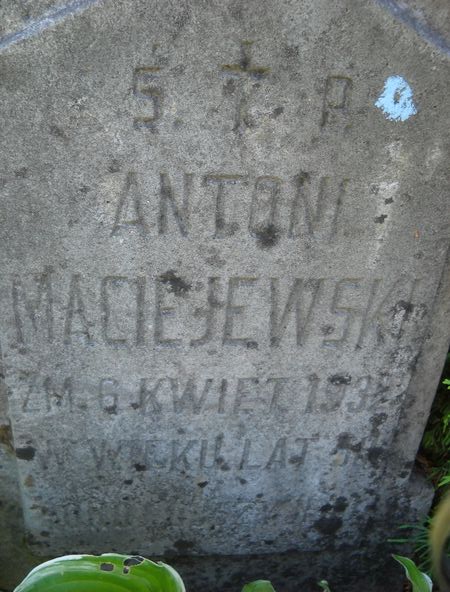 Ś. P.
ANTONI
MACIEJEWSKI
ZM. 6 KWIET.
W WIEKU LAT